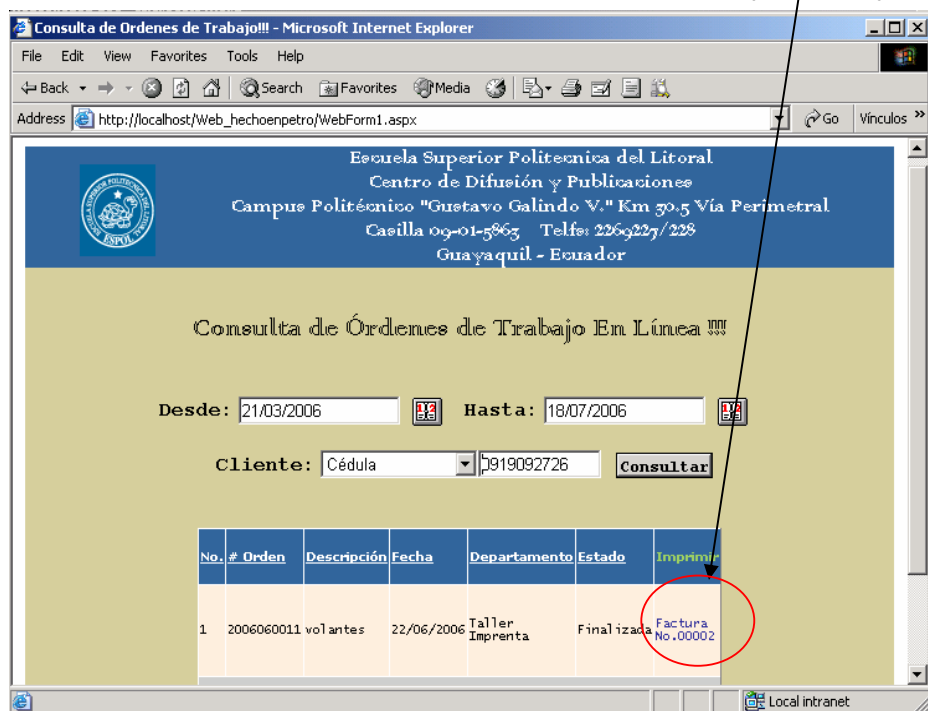 Consulta de Ordenes de Trabajo!!! - Microsoft Internet Explorer
File Edit View Favorites Tools Help
Back Search Favorites Media
Address http://localhost/Web_hechoenpetro/WebForm1.aspx Go Vínculos »
Escuela Superior Politecnica del Litoral
Centro de Difusión y Publicaciones
Campus Politécnico "Gustavo Galindo V." Km 30.5 Vía Perimetral
Casilla 09-01-5863 Telfs: 2269227/228
Guayaquil - Ecuador
ESPOL
Consulta de Órdenes de Trabajo En Línea !!!
Desde: 21/03/2006 Hasta: 18/07/2006
Cliente: Cédula 0919092726 Consultar
No. # Orden Descripción Fecha Departamento Estado Imprimir
1 2006060011 volantes 22/06/2006 Taller Imprenta Finalizada Factura No.00002
Local intranet